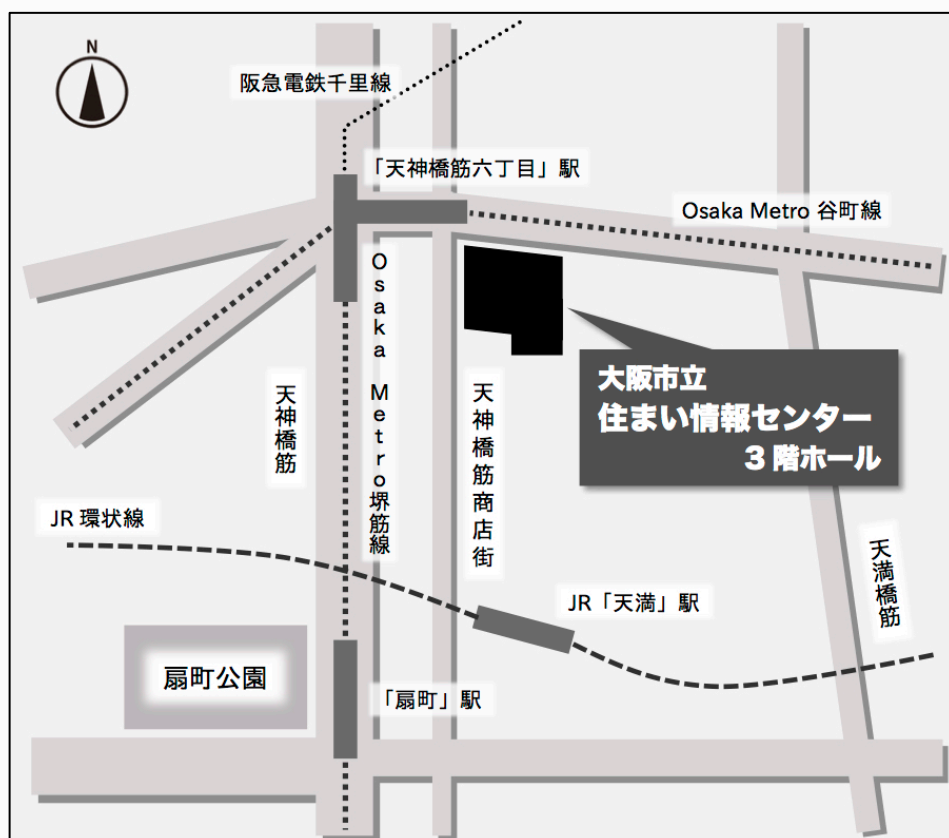 N
阪急電鉄千里線
「天神橋筋六丁目」駅
Osaka Metro 谷町線
Osaka Metro堺筋線
天神橋筋
天神橋筋商店街
大阪市立
住まい情報センター
3階ホール
JR 環状線
天満橋筋
JR「天満」駅
扇町公園
「扇町」駅